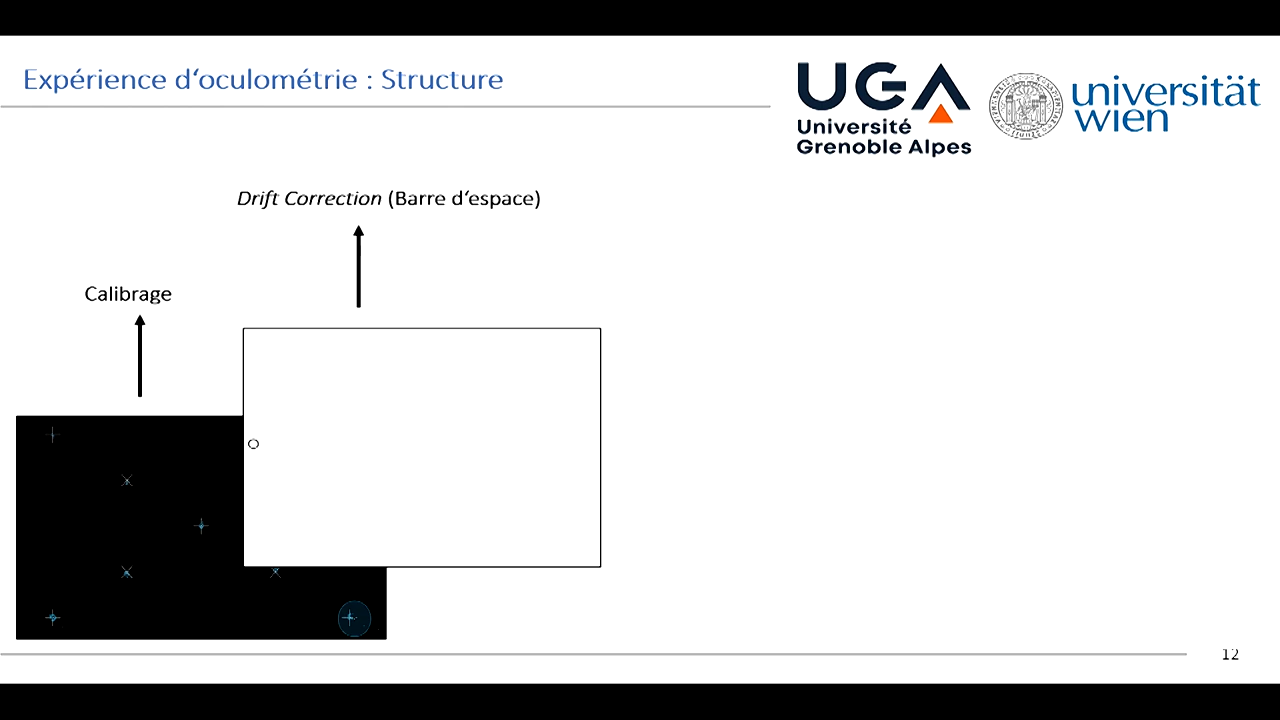 Expérience d‘oculométrie : Structure
UGA
Université
Grenoble Alpes
universität
wien
Drift Correction (Barre d‘espace)
Calibrage
12